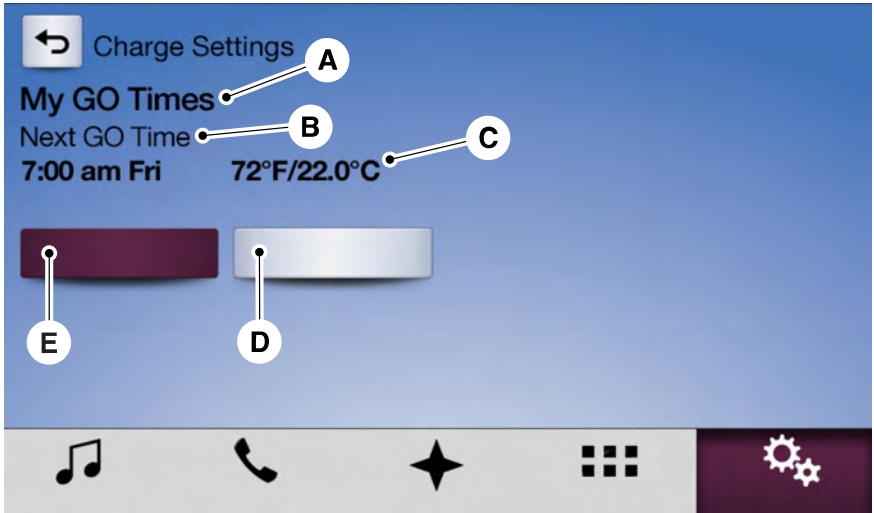 Charge Settings
A
My GO Times
B
Next GO Time
C
7:00 am Fri 72°F/22.0°C
E
D